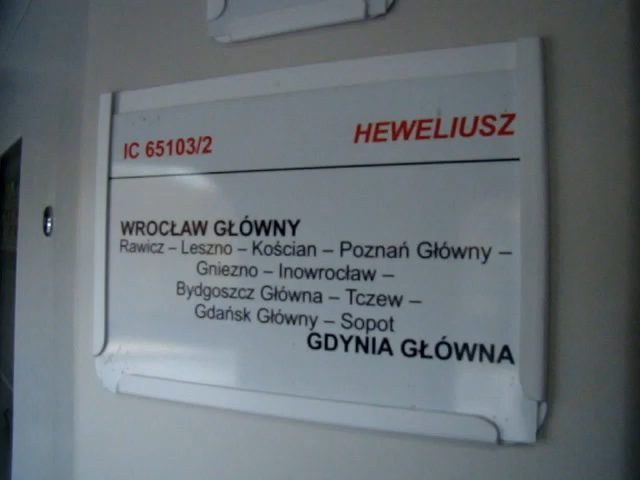 IC 65103/2
HEWELIUSZ
WROCŁAW GŁÓWNY
Rawicz – Leszno – Kościan – Poznań Główny –
Gniezno – Inowrocław –
Bydgoszcz Główna – Tczew –
Gdańsk Główny – Sopot
GDYNIA GŁÓWNA